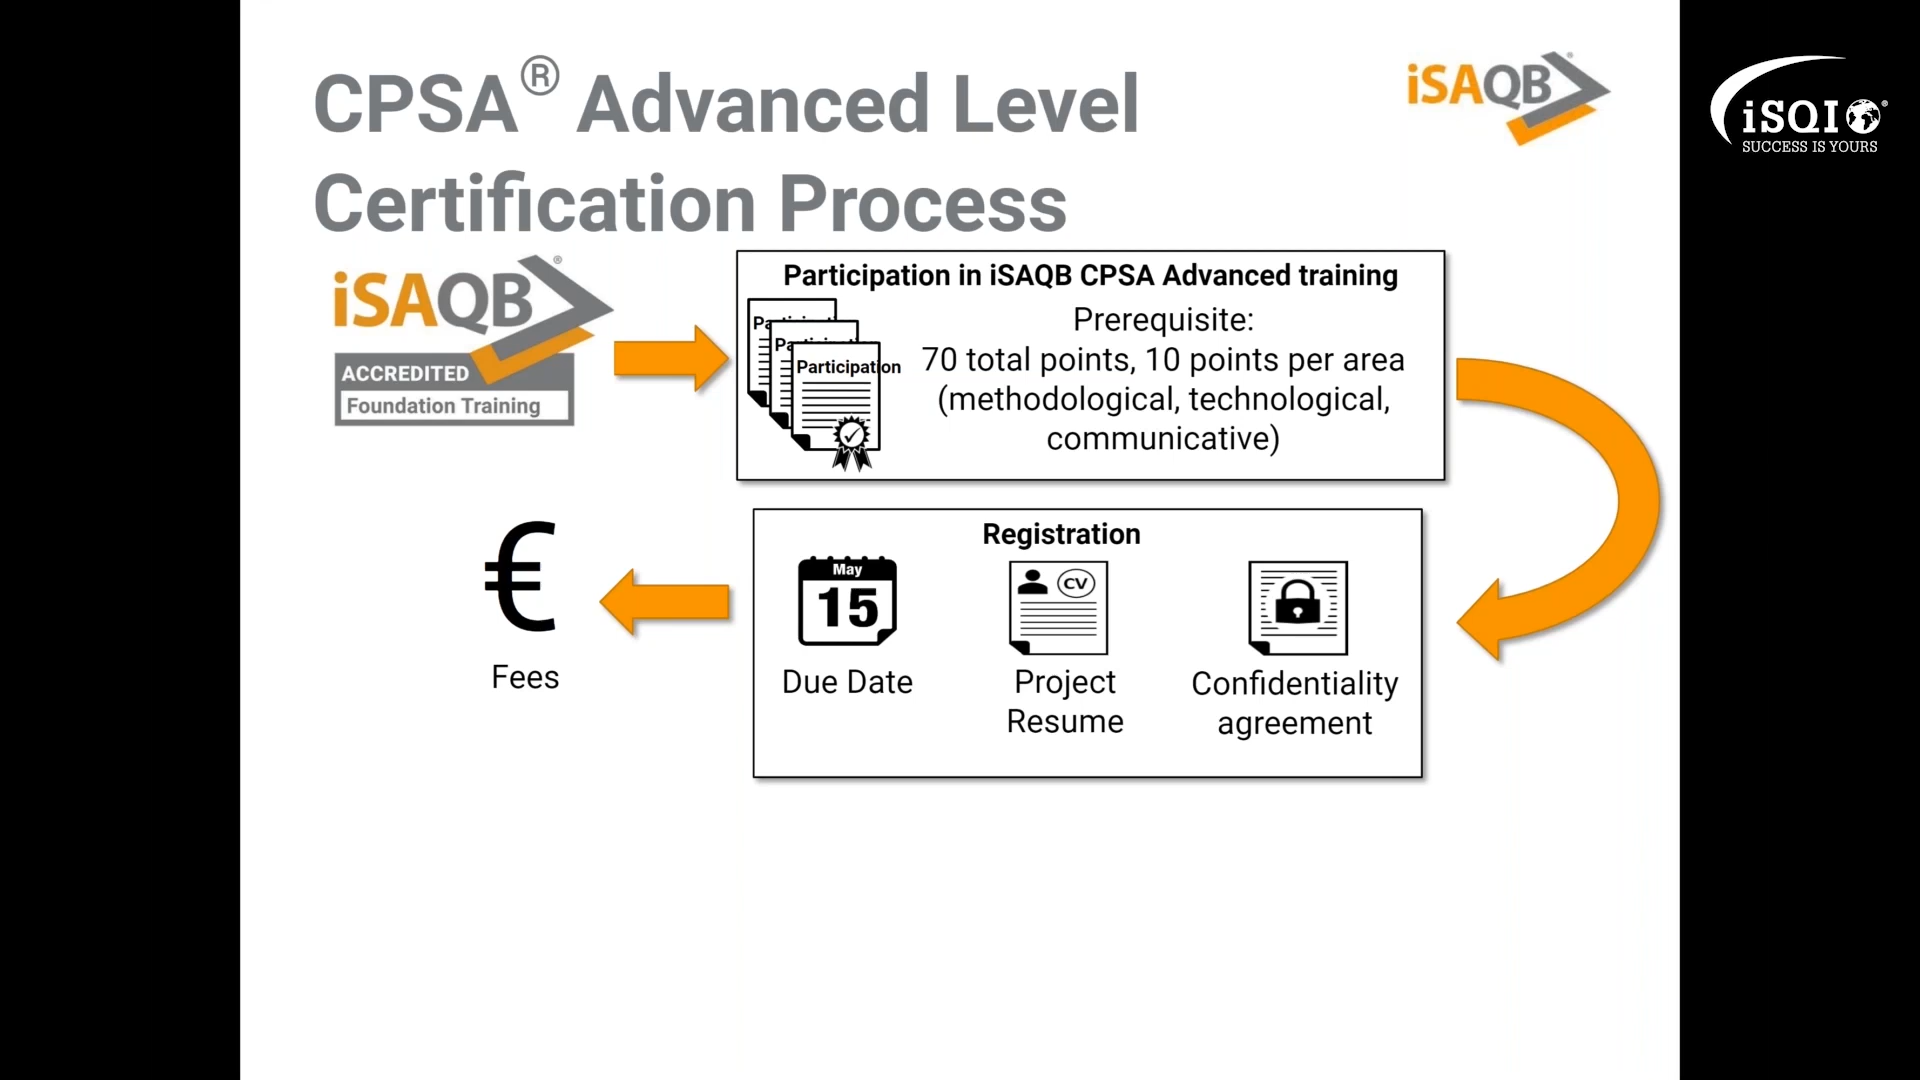 CPSA® Advanced Level
Certification Process
iSAQB®
iSQI®
SUCCESS IS YOURS
iSAQB®
ACCREDITED
Foundation Training
Participation in iSAQB CPSA Advanced training
Participation
Prerequisite:
70 total points, 10 points per area
(methodological, technological,
communicative)
Registration
May
15
CV
Due Date
Project
Resume
Confidentiality
agreement
€
Fees